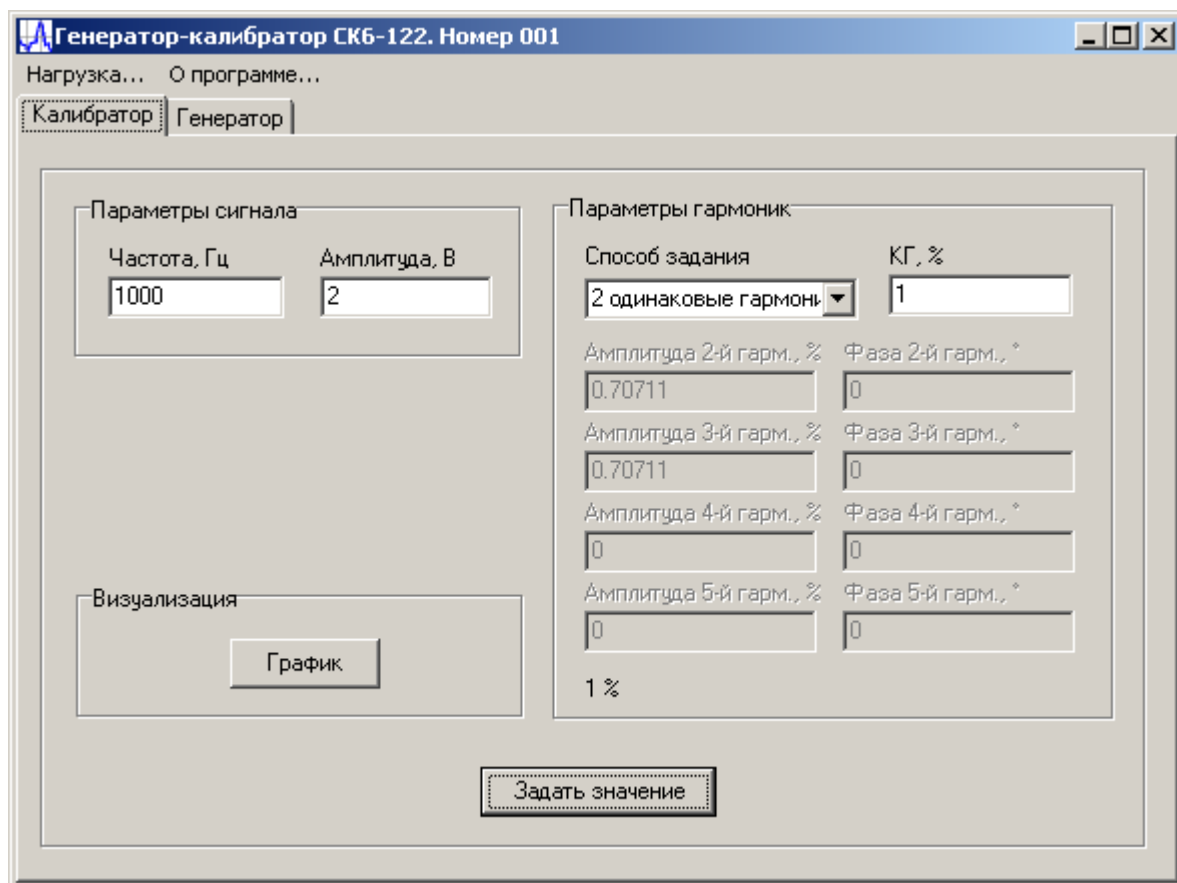 Генератор-калибратор СК6-122. Номер 001
Нагрузка... О программе...
Калибратор Генератор
Параметры сигнала
Частота, Гц Амплитуда, В
1000 2
Визуализация
График
Параметры гармоник
Способ задания КГ, %
2 одинаковые гармони 1
Амплитуда 2-й гарм., % Фаза 2-й гарм., °
0.70711 0
Амплитуда 3-й гарм., % Фаза 3-й гарм., °
0.70711 0
Амплитуда 4-й гарм., % Фаза 4-й гарм., °
0 0
Амплитуда 5-й гарм., % Фаза 5-й гарм., °
0 0
1 %
Задать значение